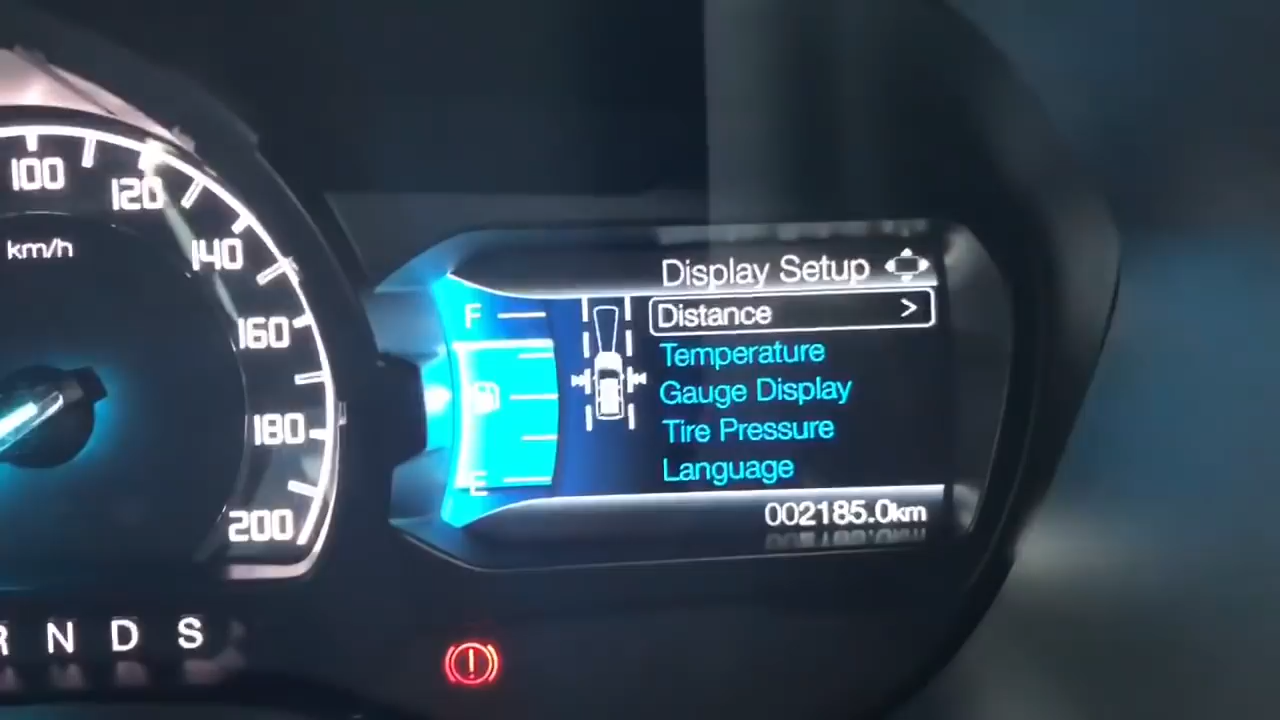 100
120
km/h
140
160
180
200
N D S
Display Setup
Distance >
Temperature
Gauge Display
Tire Pressure
Language
F
E
002185.0km